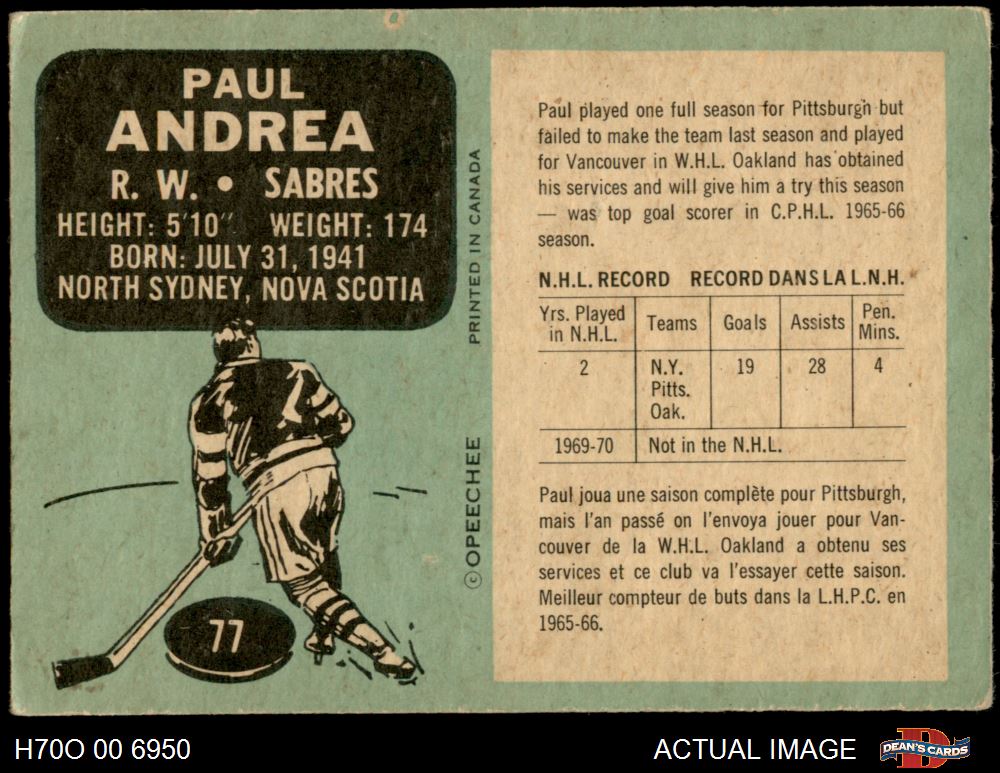 PAUL
ANDREA
R. W. • SABRES
HEIGHT: 5'10" WEIGHT: 174
BORN: JULY 31, 1941
NORTH SYDNEY, NOVA SCOTIA
PRINTED IN CANADA
© OPEECHEE
77
Paul played one full season for Pittsburgh but
failed to make the team last season and played
for Vancouver in W.H.L. Oakland has obtained
his services and will give him a try this season
— was top goal scorer in C.P.H.L. 1965-66
season.
N.H.L. RECORD RECORD DANS LA L.N.H.
Yrs. Played in N.H.L. Teams Goals Assists Pen. Mins.
2 N.Y. 19 28 4
Pitts.
Oak.
1969-70 Not in the N.H.L.
Paul joua une saison complète pour Pittsburgh,
mais l'an passé on l'envoya jouer pour Van-
couver de la W.H.L. Oakland a obtenu ses
services et ce club va l'essayer cette saison.
Meilleur compteur de buts dans la L.H.P.C. en
1965-66.
H70O 00 6950
ACTUAL IMAGE
D
DEAN'S CARDS